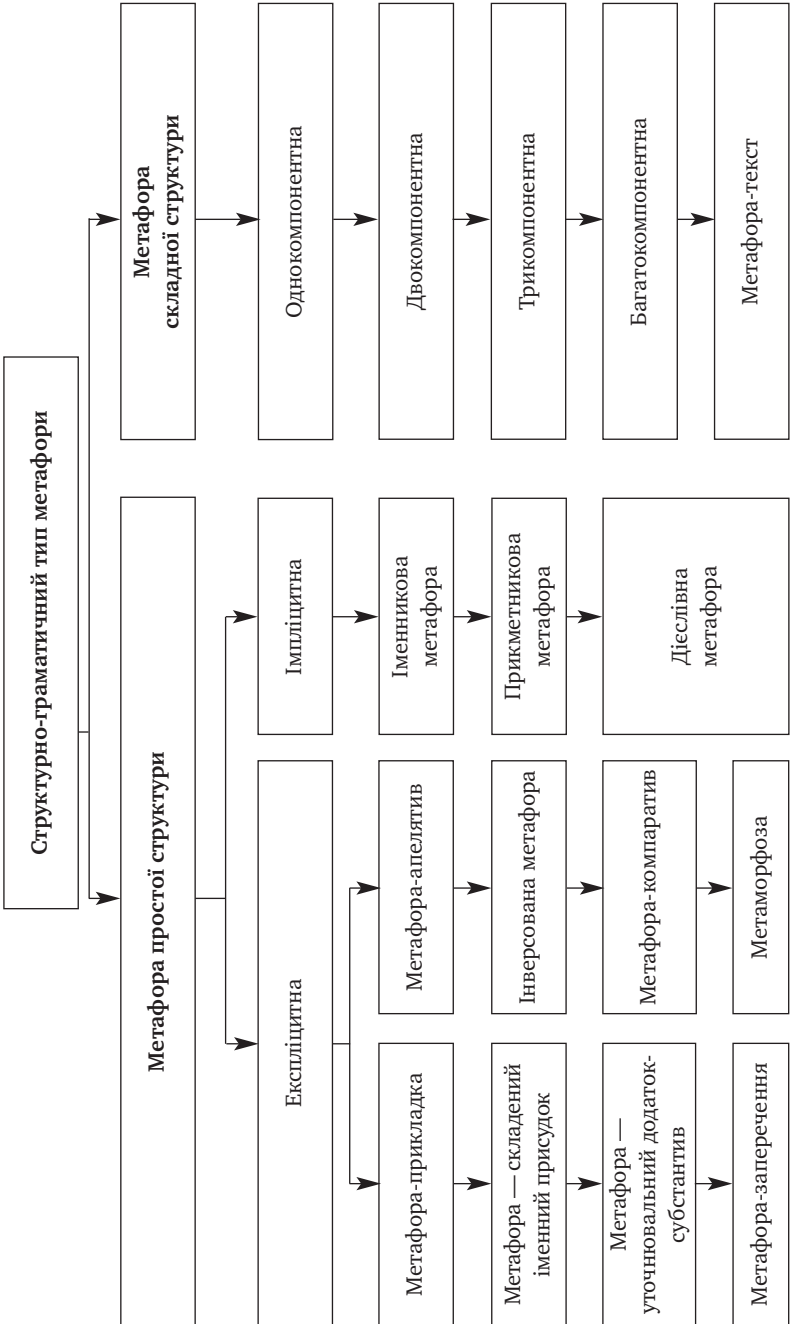 Структурно-граматичний тип метафори
Метафора простої структури
Метафора
складної структури
Експліцитна
Імпліцитна
Однокомпонентна
Метафора-прикладка
Метафора-апелятив
Іменникова
метафора
Двокомпонентна
Метафора — складений
іменний присудок
Інверсована метафора
Прикметникова
метафора
Трикомпонентна
Метафора —
уточнювальний додаток-
субстантив
Метафора-компаратив
Дієслівна
метафора
Багатокомпонентна
Метафора-заперечення
Метаморфоза
Метафора-текст